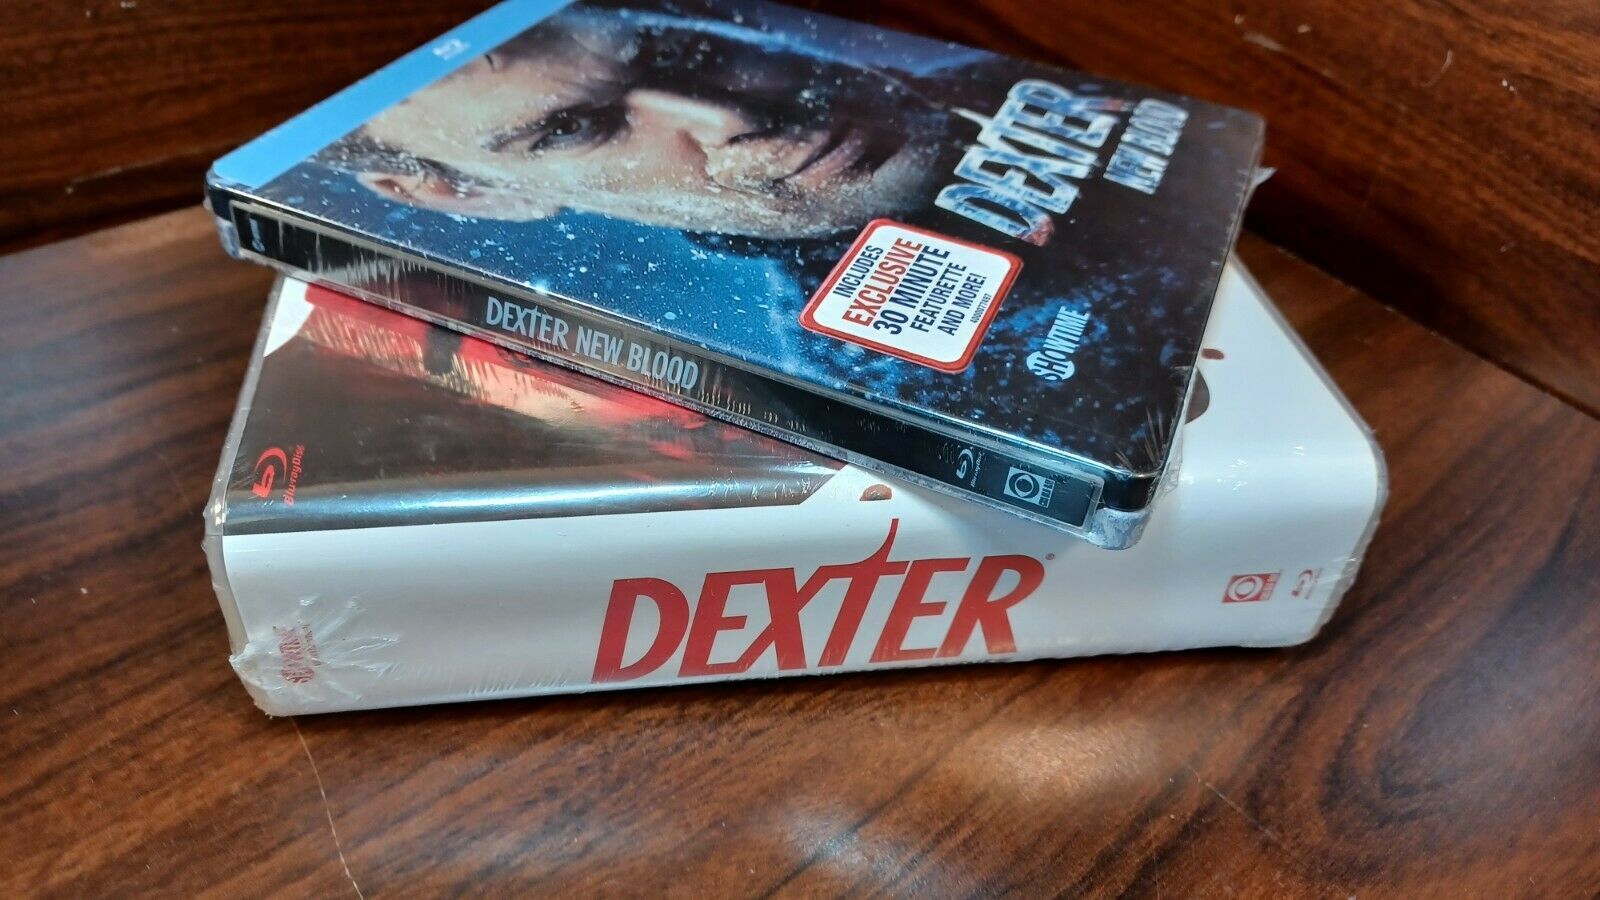 DEXTER
NEW BLOOD
INCLUDES
EXCLUSIVE
30 MINUTE
FEATURETTE
AND MORE!
SHOWTIME
DEXTER NEW BLOOD
Blu-ray Disc
DEXTER®
SHOWTIME